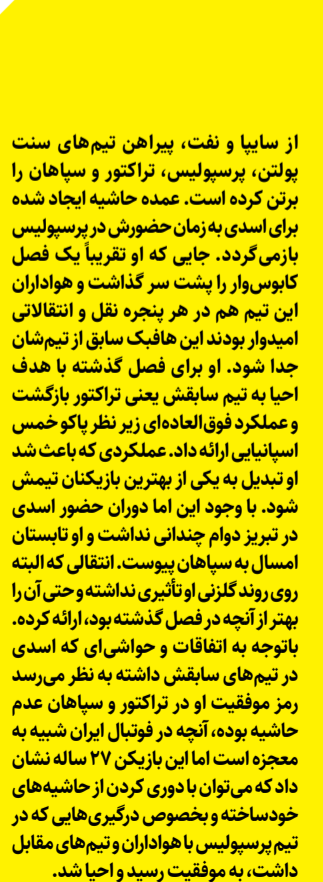 از سایپا و نفت، پیراهن تیم‌های سنت
پولتن، پرسپولیس، تراکتور و سپاهان را
برتن کرده است. عمده حاشیه ایجاد شده
برای اسدی به زمان حضورش در پرسپولیس
بازمی‌گردد. جایی که او تقریباً یک فصل
کابوس‌وار را پشت سر گذاشت و هواداران
این تیم هم در هر پنجره نقل و انتقالاتی
امیدوار بودند این هافبک سابق از تیم‌شان
جدا شود. او برای فصل گذشته با هدف
احیا به تیم سابقش یعنی تراکتور بازگشت
و عملکرد فوق‌العاده‌ای زیر نظر پاکو خمس
اسپانیایی ارائه داد. عملکردی که باعث شد
او تبدیل به یکی از بهترین بازیکنان تیمش
شود. با وجود این اما دوران حضور اسدی
در تبریز دوام چندانی نداشت و او تابستان
امسال به سپاهان پیوست. انتقالی که البته
روی روند گلزنی او تأثیری نداشته و حتی آن را
بهتر از آنچه در فصل گذشته بود، ارائه کرده.
باتوجه به اتفاقات و حواشی‌ای که اسدی
در تیم‌های سابقش داشته به نظر می‌رسد
رمز موفقیت او در تراکتور و سپاهان عدم
حاشیه بوده، آنچه در فوتبال ایران شبیه به
معجزه است اما این بازیکن ۲۷ ساله نشان
داد که می‌توان با دوری کردن از حاشیه‌های
خودساخته و بخصوص درگیری‌هایی که در
تیم پرسپولیس با هواداران و تیم‌های مقابل
داشت، به موفقیت رسید و احیا شد.